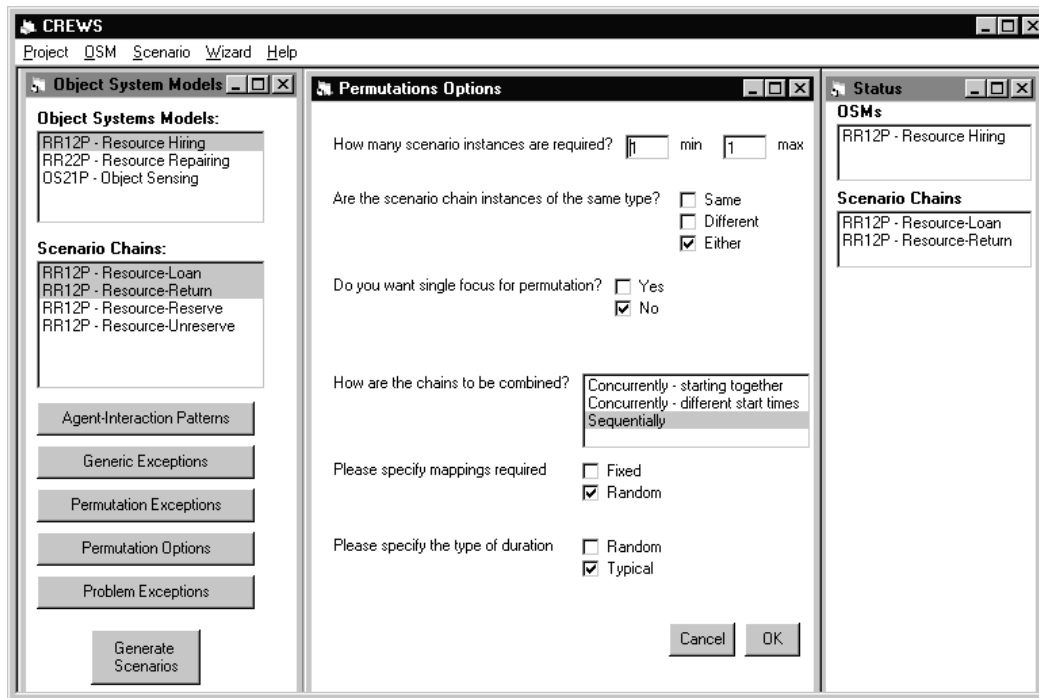 CREWS
Project OSM Scenario Wizard Help
Object System Models
Object Systems Models:
RR12P - Resource Hiring
RR22P - Resource Repairing
OS21P - Object Sensing
Scenario Chains:
RR12P - Resource-Loan
RR12P - Resource-Return
RR12P - Resource-Reserve
RR12P - Resource-Unreserve
Agent-Interaction Patterns
Generic Exceptions
Permutation Exceptions
Permutation Options
Problem Exceptions
Generate
Scenarios
Permutations Options
How many scenario instances are required? 1 min 1 max
Are the scenario chain instances of the same type? Same
Different
Either
Do you want single focus for permutation? Yes
No
How are the chains to be combined? Concurrently - starting together
Concurrently - different start times
Sequentially
Please specify mappings required Fixed
Random
Please specify the type of duration Random
Typical
Cancel OK
Status
OSMs
RR12P - Resource Hiring
Scenario Chains
RR12P - Resource-Loan
RR12P - Resource-Return